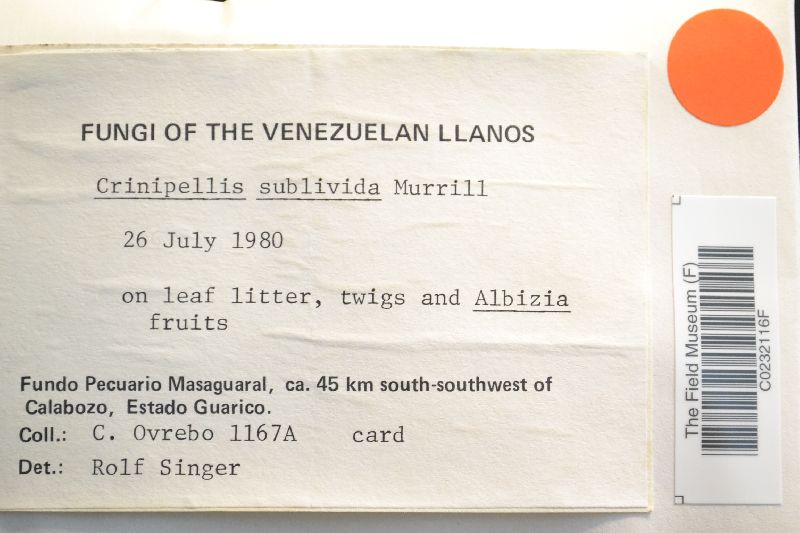 FUNGI OF THE VENEZUELAN LLANOS
Crinipellis sublivida Murrill
26 July 1980
on leaf litter, twigs and Albizia
fruits
Fundo Pecuario Masaguaral, ca. 45 km south-southwest of
Calabozo, Estado Guarico.
Coll.: C. Ovrebo 1167A card
Det.: Rolf Singer
The Field Museum (F)
C0232116F